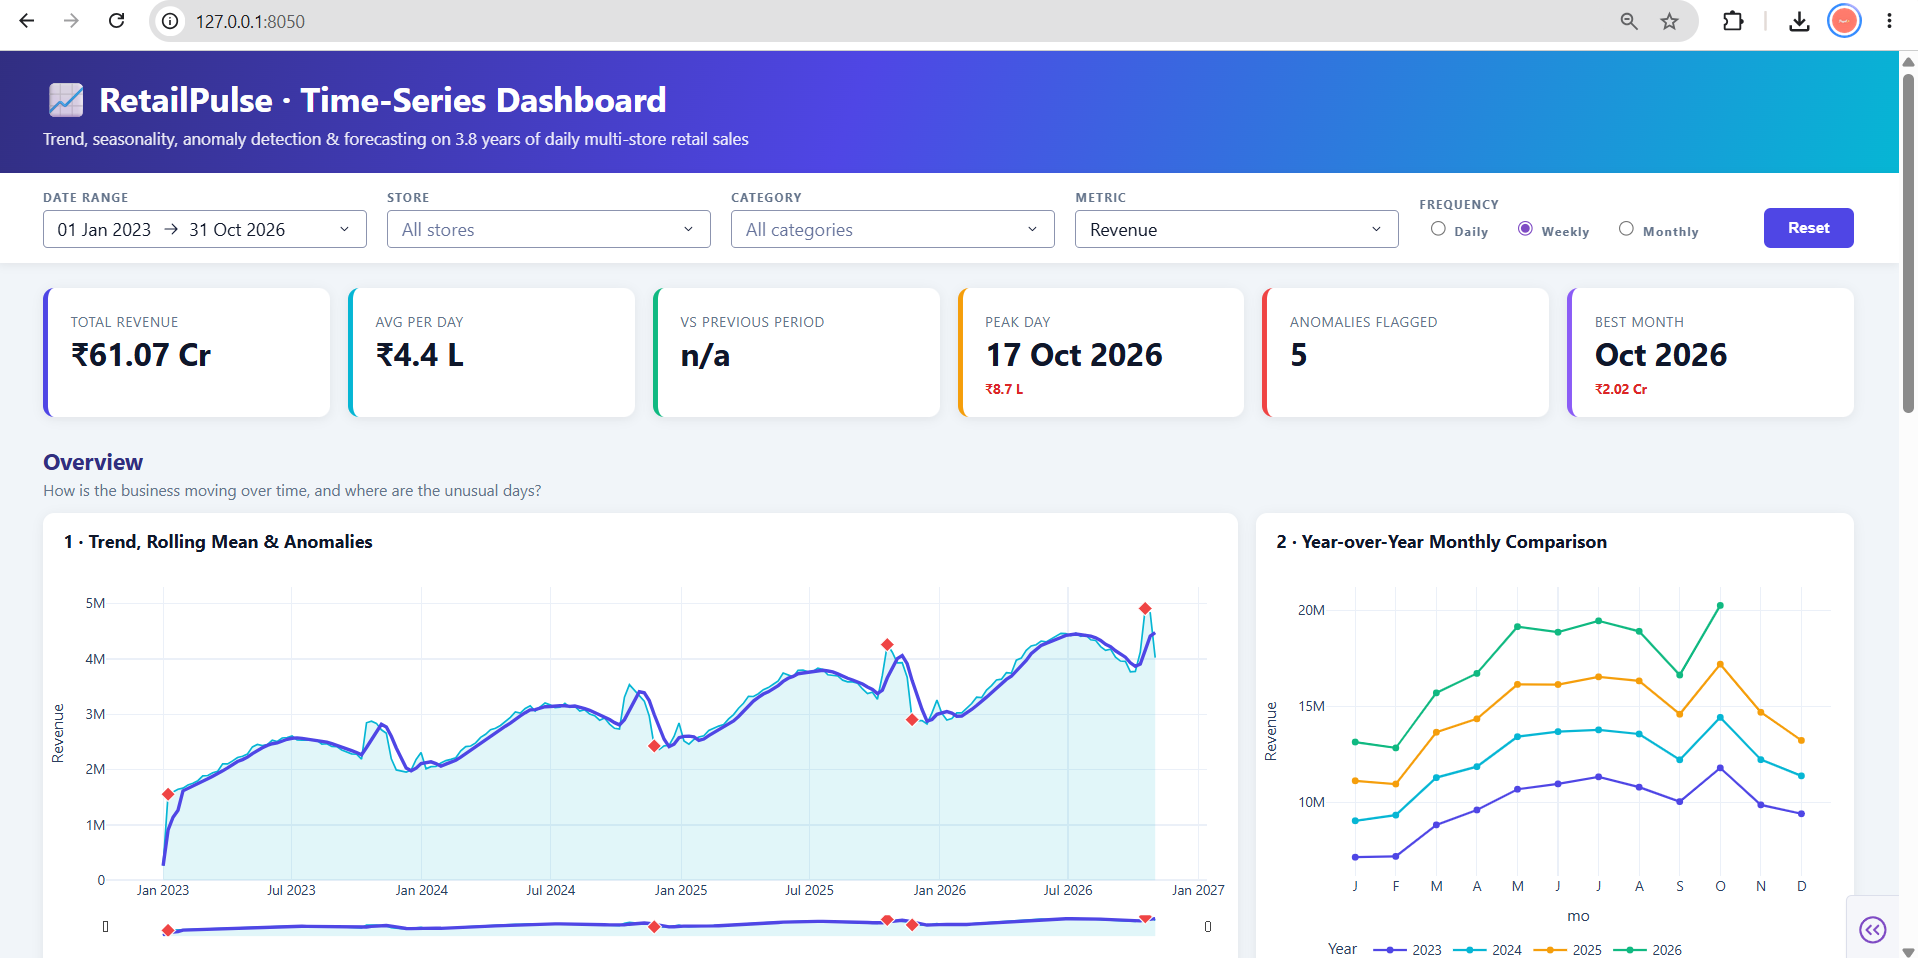 127.0.0.1:8050
RetailPulse · Time-Series Dashboard
Trend, seasonality, anomaly detection & forecasting on 3.8 years of daily multi-store retail sales
DATE RANGE
01 Jan 2023 → 31 Oct 2026
STORE
All stores
CATEGORY
All categories
METRIC
Revenue
FREQUENCY
Daily Weekly Monthly
Reset
TOTAL REVENUE
₹61.07 Cr
AVG PER DAY
₹4.4 L
VS PREVIOUS PERIOD
n/a
PEAK DAY
17 Oct 2026
₹8.7 L
ANOMALIES FLAGGED
5
BEST MONTH
Oct 2026
₹2.02 Cr
Overview
How is the business moving over time, and where are the unusual days?
1 · Trend, Rolling Mean & Anomalies
5M
4M
3M
2M
1M
0
Revenue
Jan 2023 Jul 2023 Jan 2024 Jul 2024 Jan 2025 Jul 2025 Jan 2026 Jul 2026 Jan 2027
2 · Year-over-Year Monthly Comparison
20M
15M
10M
Revenue
J F M A M J J A S O N D
mo
Year 2023 2024 2025 2026